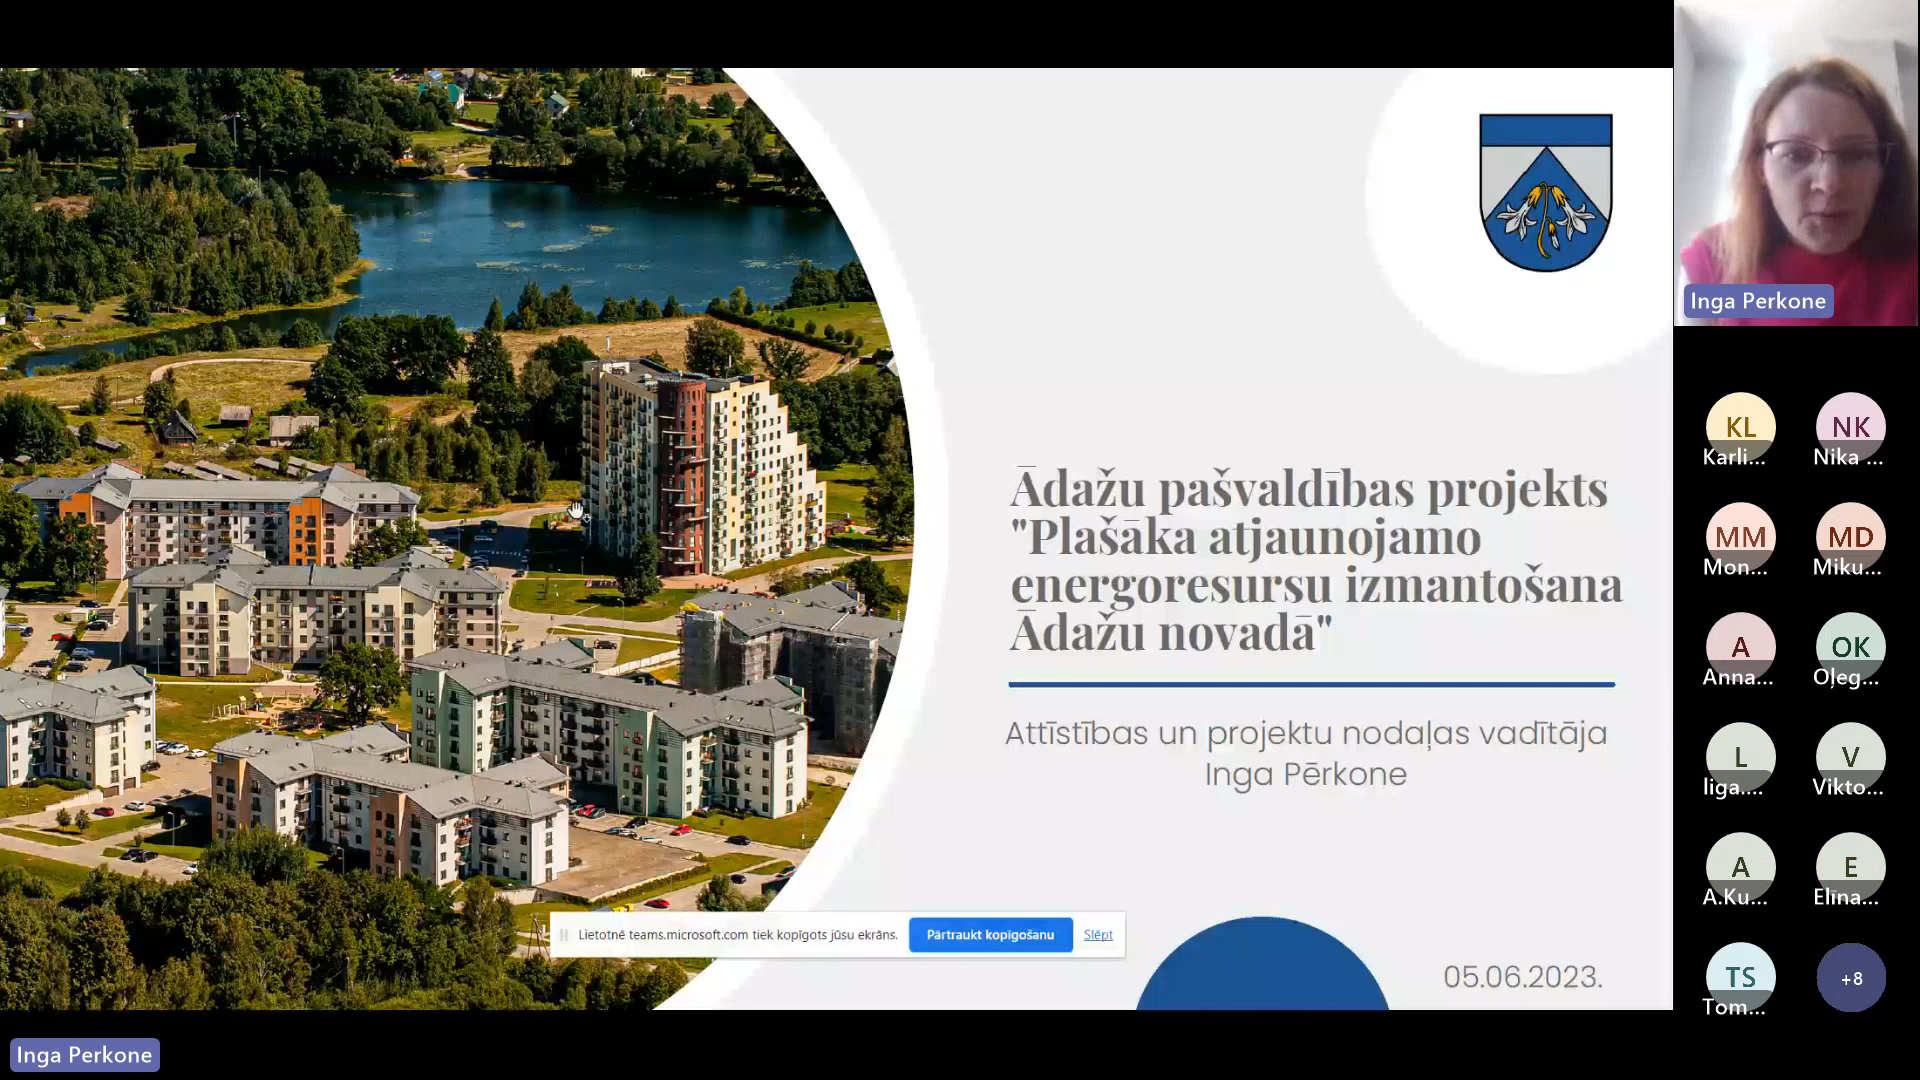 Ādažu pašvaldības projekts
"Plašāka atjaunojamo
energoresursu izmantošana
Ādažu novadā"
Attīstības un projektu nodaļas vadītāja
Inga Pērkone
Lietotnē teams.microsoft.com tiek kopīgots jūsu ekrāns.
Pārtraukt kopīgošanu
Slēpt
05.06.2023.
Inga Perkone
Inga Perkone
KL
NK
Karli...
Nika ...
MM
MD
Mon...
Miku...
A
OK
Anna...
Oļeg...
L
V
liga....
Vikto...
A
E
A.Ku...
Elīna...
TS
+8
Tom...